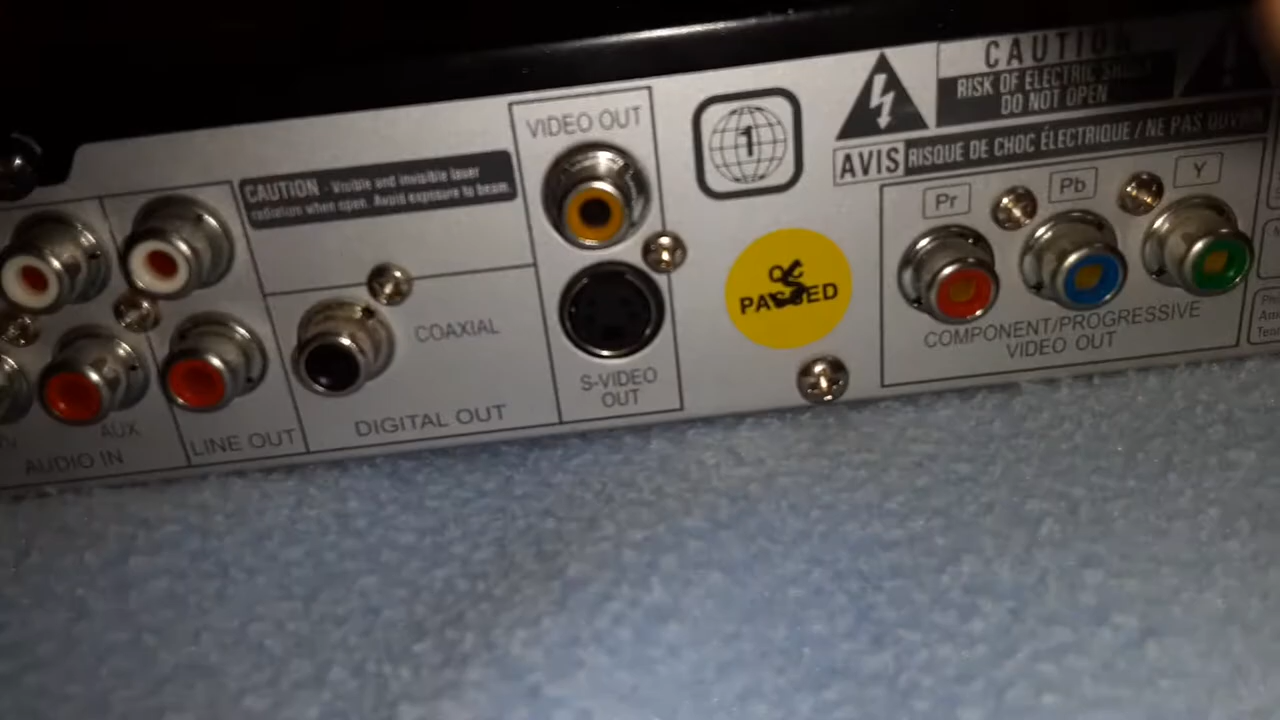 CAUTION
RISK OF ELECTRIC SHOCK
DO NOT OPEN
AVIS RISQUE DE CHOC ÉLECTRIQUE / NE PAS OUVRIR
VIDEO OUT
1
CAUTION - Visible and invisible laser
radiation when open. Avoid exposure to beam.
Pr
Pb
Y
QC
PASSED
COAXIAL
COMPONENT/PROGRESSIVE
VIDEO OUT
S-VIDEO
OUT
DIGITAL OUT
LINE OUT
AUX
AUDIO IN